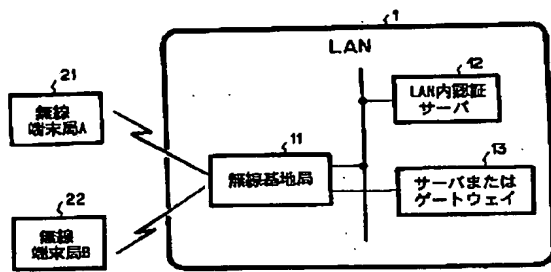 1
LAN
21
無線
端末局A
12
LAN内認証
サーバ
11
無線基地局
13
サーバまたは
ゲートウェイ
22
無線
端末局B